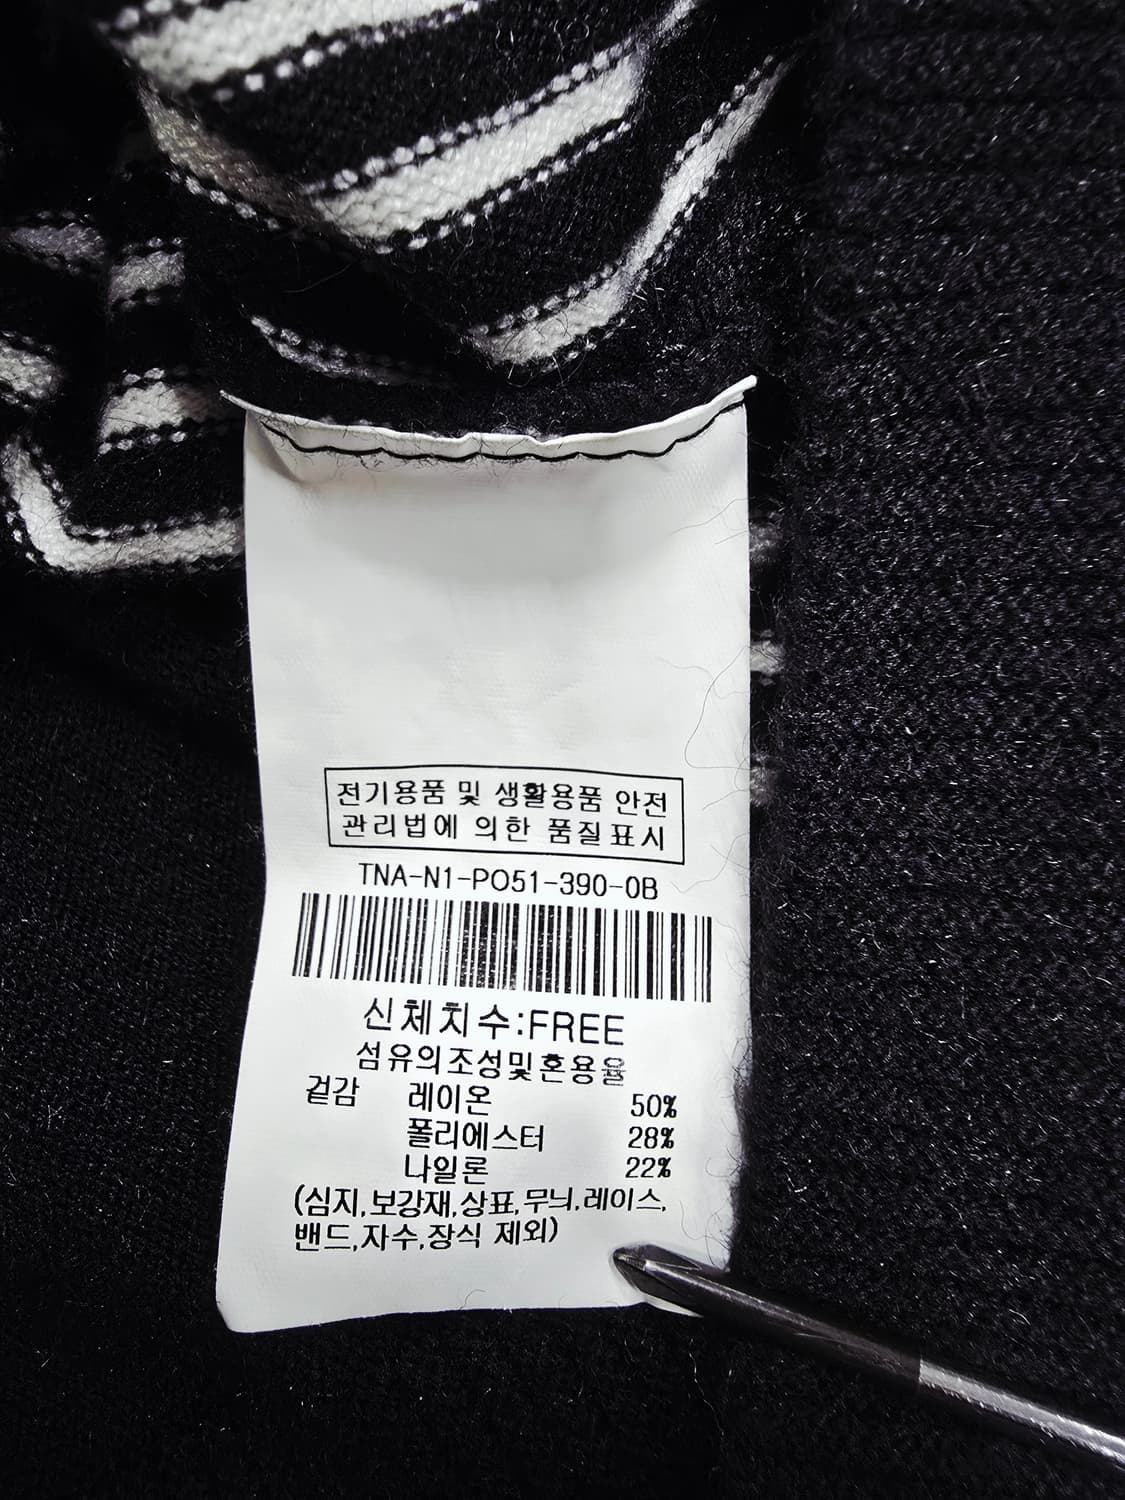 전기용품 및 생활용품 안전
관리법에 의한 품질표시
TNA-N1-PO51-390-0B
신체치수:FREE
섬유의조성및혼용율
겉감 레이온 50%
폴리에스터 28%
나일론 22%
(심지,보강재,상표,무늬,레이스,
밴드,자수,장식 제외)